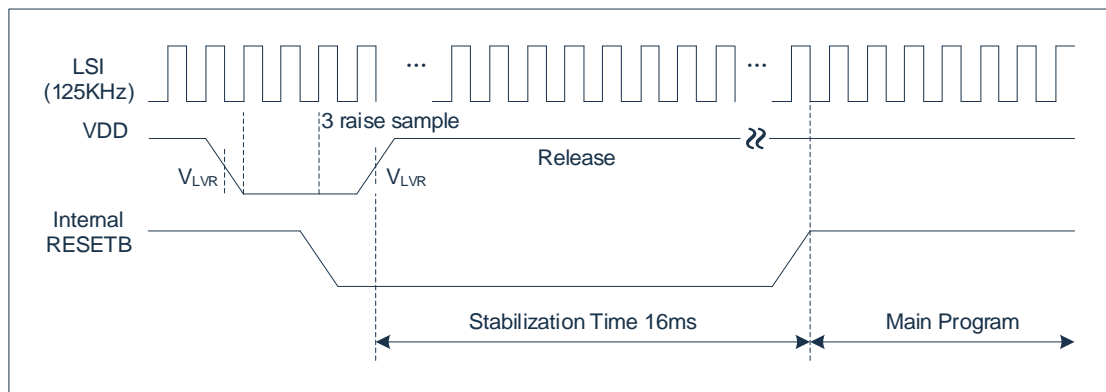 LSI
(125KHz)
...
...
3 raise sample
VDD
Release
VLVR
VLVR
Internal
RESETB
Stabilization Time 16ms
Main Program